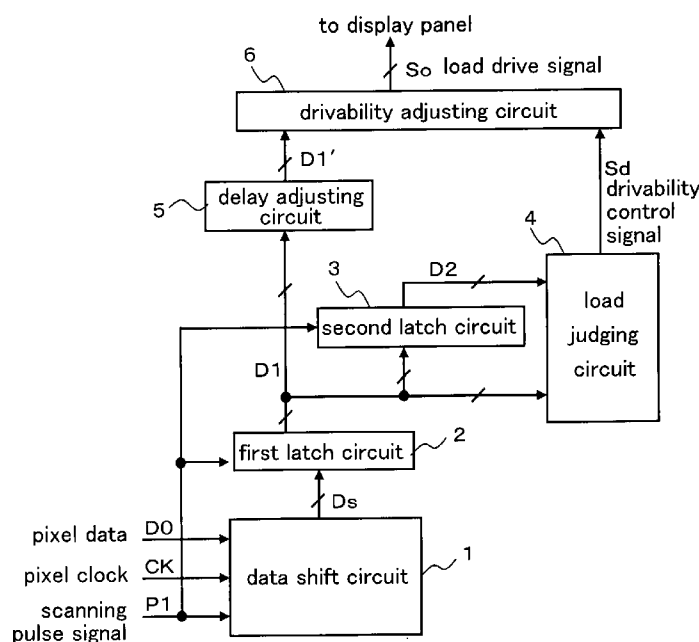 to display panel
6
So load drive signal
drivability adjusting circuit
D1'
Sd
drivability
control
signal
5
delay adjusting
circuit
4
3
D2
second latch circuit
load
judging
circuit
D1
first latch circuit
2
Ds
pixel data D0
pixel clock CK
scanning
pulse signal
P1
data shift circuit
1